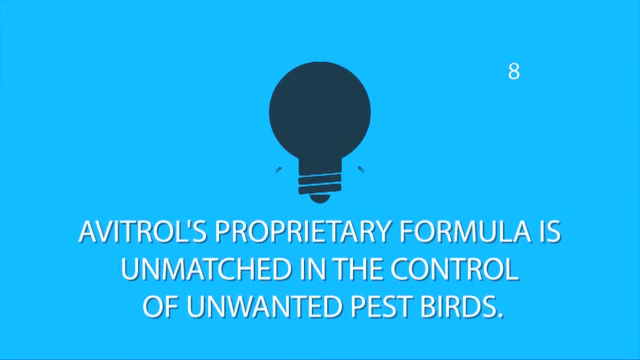 8
AVITROL'S PROPRIETARY FORMULA IS
UNMATCHED IN THE CONTROL
OF UNWANTED PEST BIRDS.